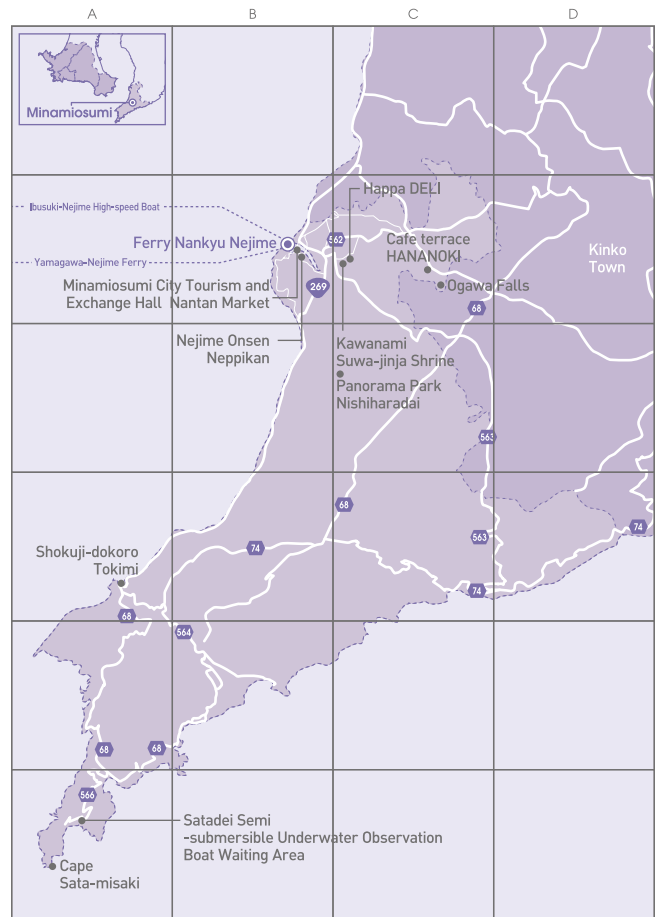 A
B
C
D
Minamiosumi
Happa DELI
Ibusuki-Nejime High-speed Boat
Ferry Nankyu Nejime
562
Cafe terrace
HANANOKI
Kinko
Town
Yamagawa-Nejime Ferry
Minamiosumi City Tourism and
Exchange Hall Nantan Market
269
Ogawa Falls
68
Nejime Onsen
Neppikan
Kawanami
Suwa-jinja Shrine
Panorama Park
Nishiharadai
563
68
74
563
74
Shokuji-dokoro
Tokimi
74
68
564
68
68
566
Satadei Semi
-submersible Underwater Observation
Boat Waiting Area
Cape
Sata-misaki